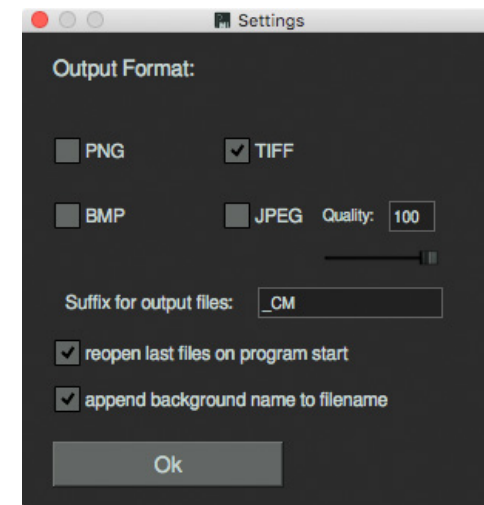 Settings
Output Format:
PNG TIFF
BMP JPEG Quality: 100
Suffix for output files: _CM
reopen last files on program start
append background name to filename
Ok